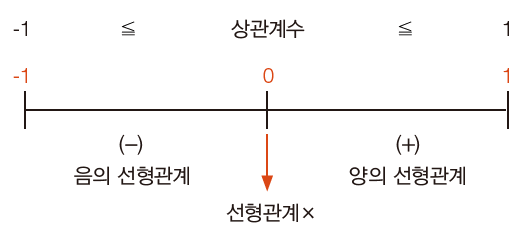 -1 ≦ 상관계수 ≦ 1
-1 0 1
(−) (+)
음의 선형관계 양의 선형관계
선형관계×